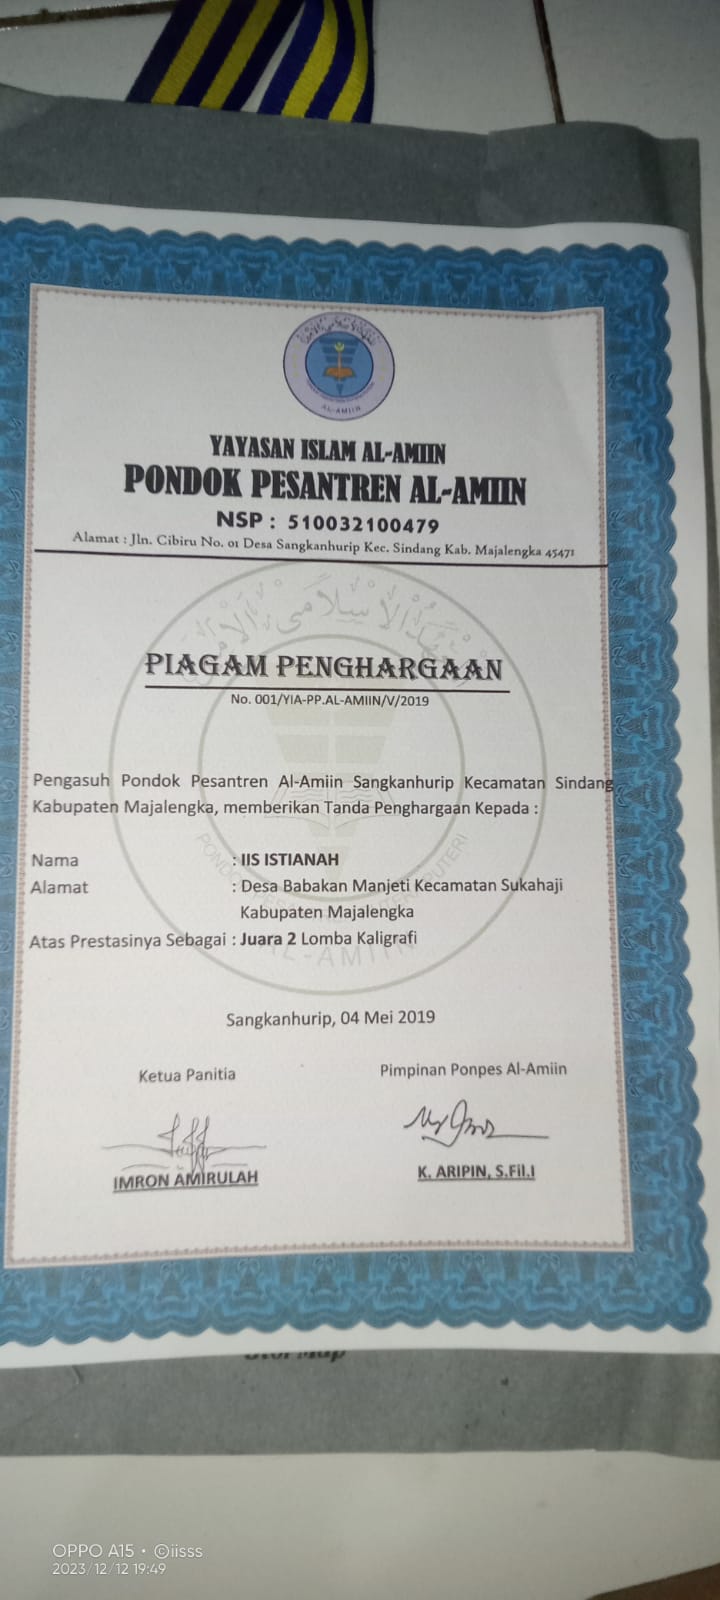 AL-AMIIN
YAYASAN ISLAM AL-AMIIN
PONDOK PESANTREN AL-AMIIN
NSP : 510032100479
Alamat : Jln. Cibiru No. 01 Desa Sangkanhurip Kec. Sindang Kab. Majalengka 45471
PIAGAM PENGHARGAAN
No. 001/YIA-PP.AL-AMIIN/V/2019
Pengasuh Pondok Pesantren Al-Amiin Sangkanhurip Kecamatan Sindang
Kabupaten Majalengka, memberikan Tanda Penghargaan Kepada :
Nama : IIS ISTIANAH
Alamat : Desa Babakan Manjeti Kecamatan Sukahaji
Kabupaten Majalengka
Atas Prestasinya Sebagai : Juara 2 Lomba Kaligrafi
AL-AMIIN
Sangkanhurip, 04 Mei 2019
Ketua Panitia
Pimpinan Ponpes Al-Amiin
IMRON AMIRULAH
K. ARIPIN, S.Fil.I
OPPO A15 · ©iisss
2023/12/12 19:49